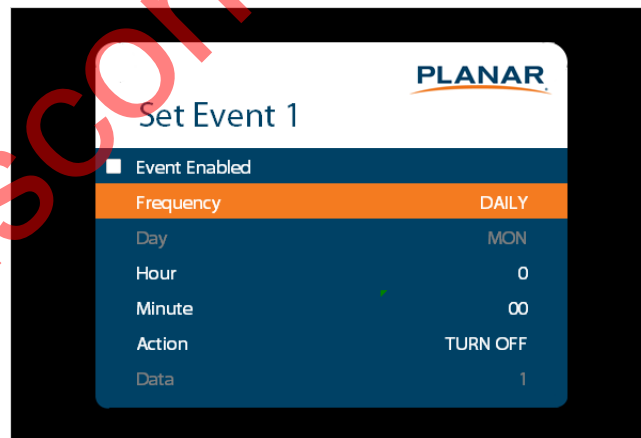 PLANAR
Set Event 1
Event Enabled
Frequency DAILY
Day MON
Hour 0
Minute 00
Action TURN OFF
Data 1